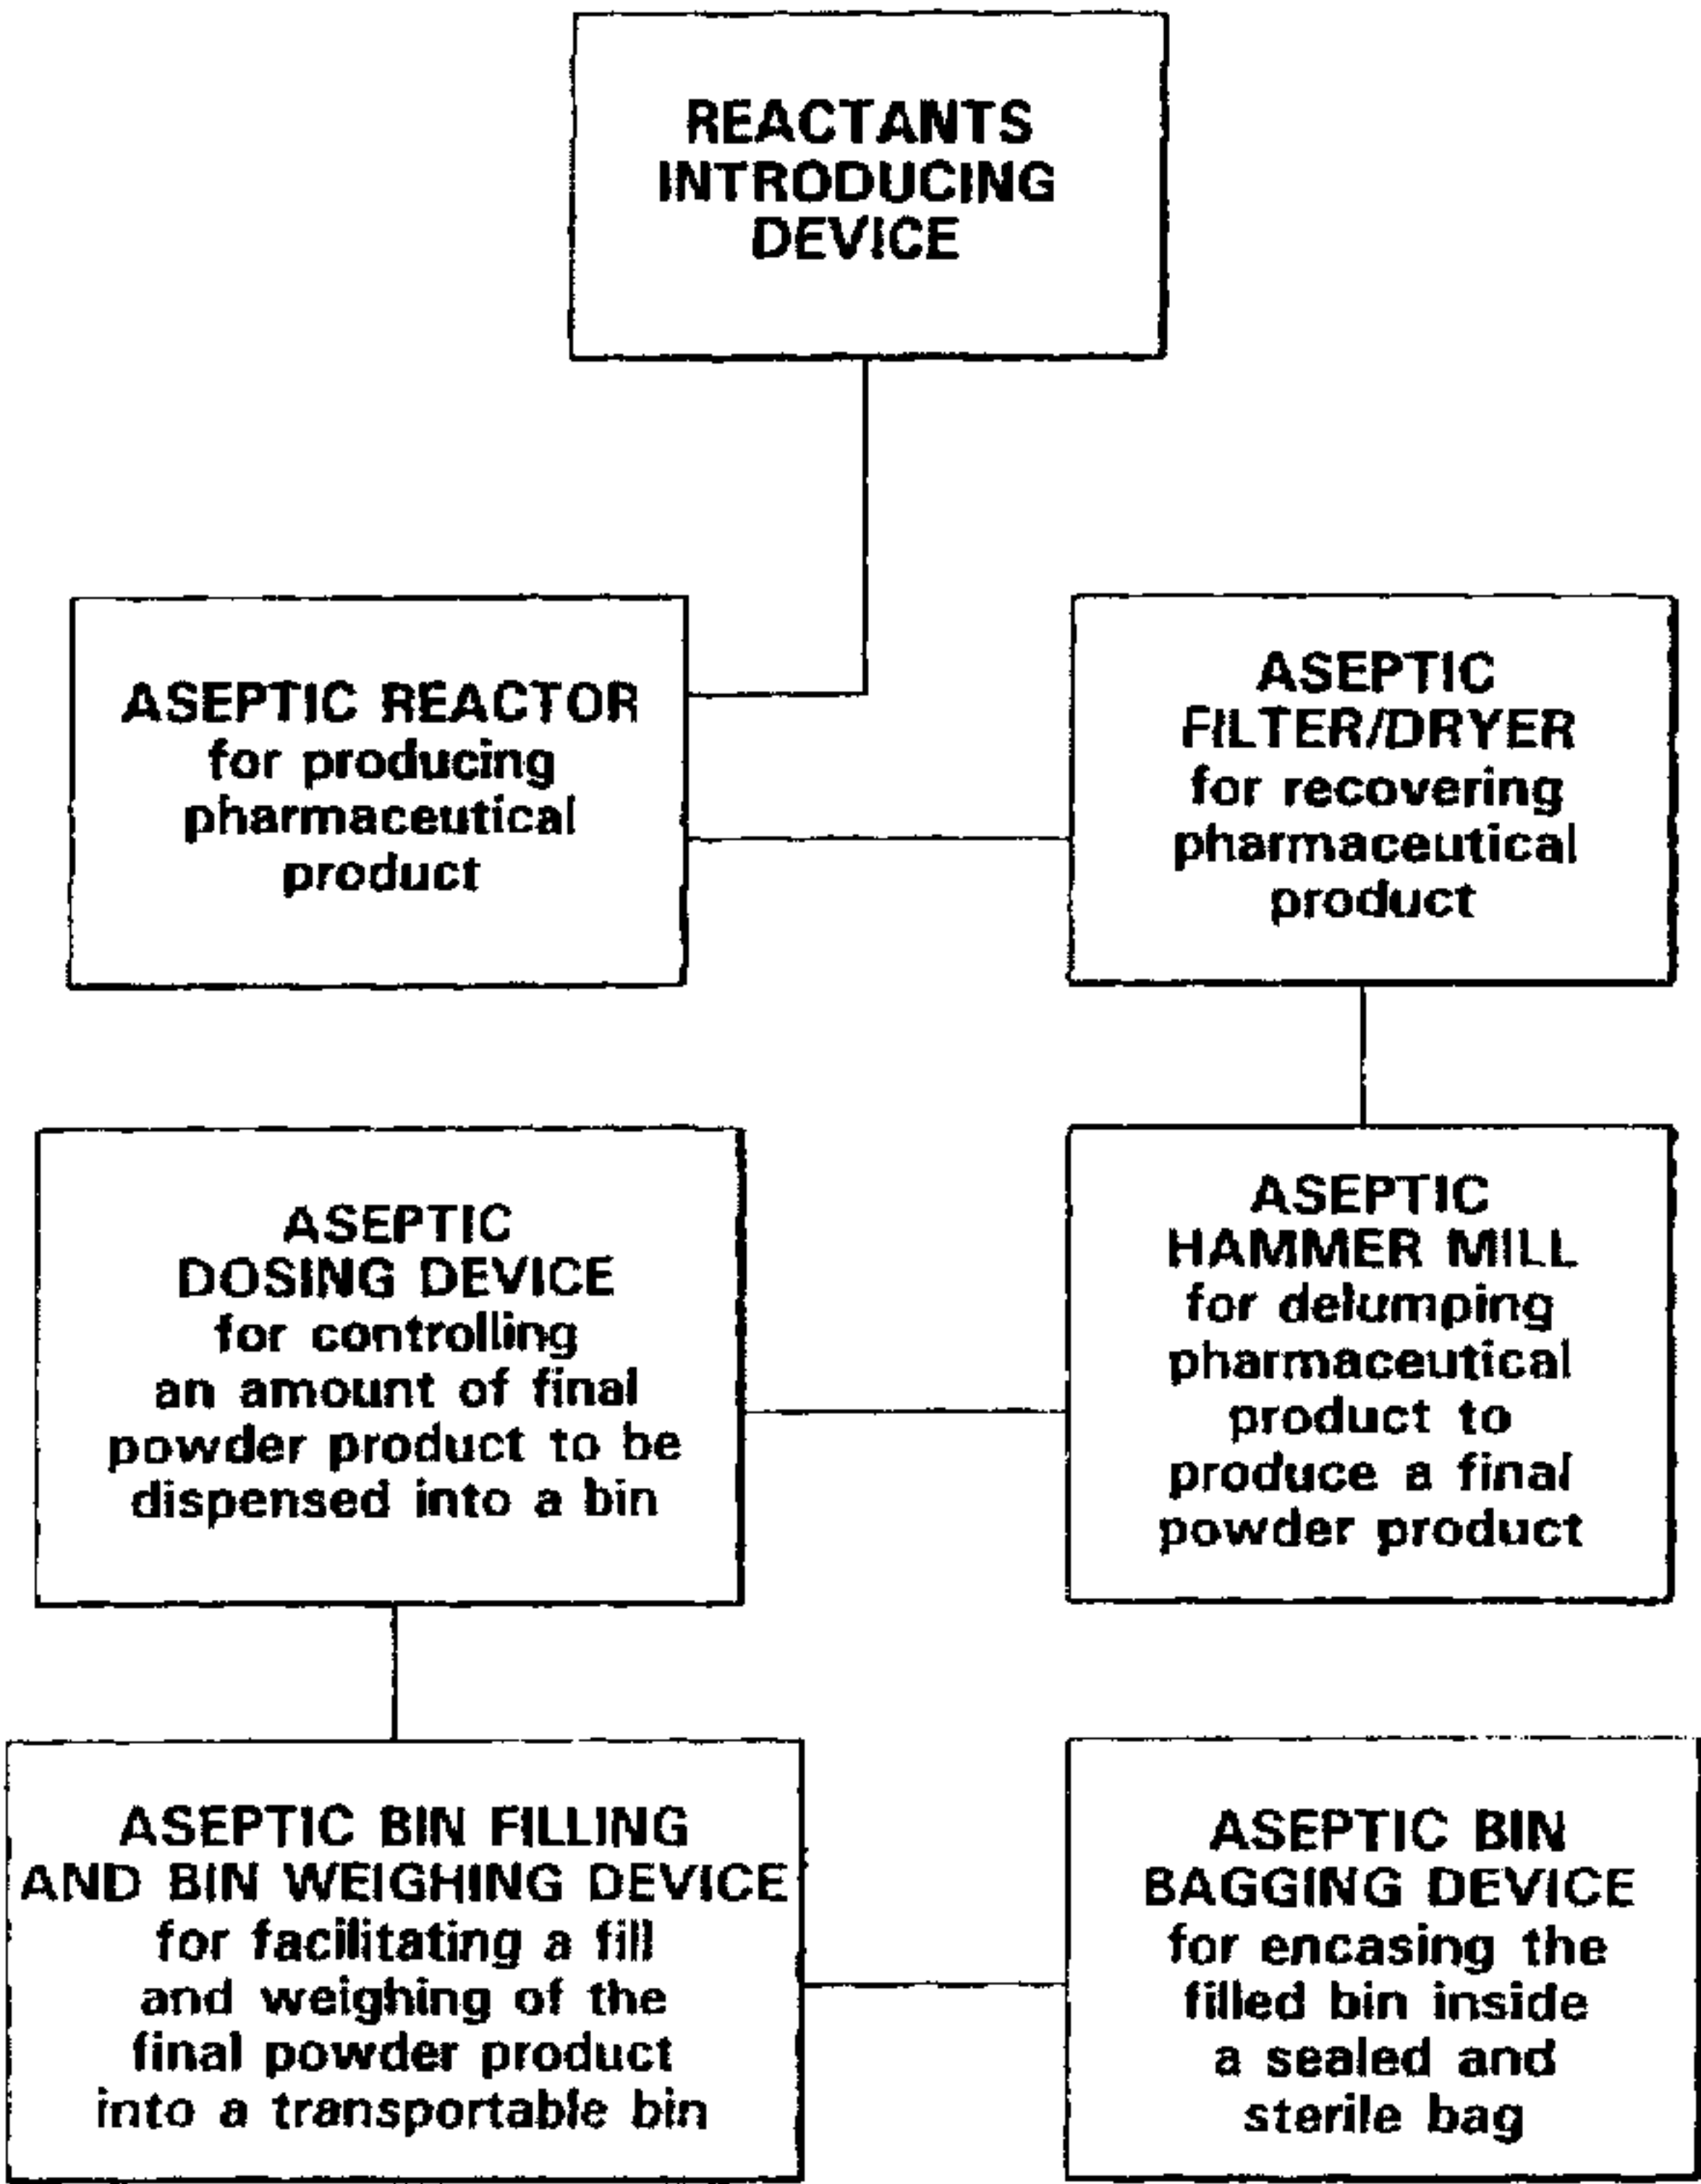 REACTANTS
INTRODUCING
DEVICE
ASEPTIC REACTOR
for producing
pharmaceutical
product
ASEPTIC
FILTER/DRYER
for recovering
pharmaceutical
product
ASEPTIC
DOSING DEVICE
for controlling
an amount of final
powder product to be
dispensed into a bin
ASEPTIC
HAMMER MILL
for delumping
pharmaceutical
product to
produce a final
powder product
ASEPTIC BIN FILLING
AND BIN WEIGHING DEVICE
for facilitating a fill
and weighing of the
final powder product
into a transportable bin
ASEPTIC BIN
BAGGING DEVICE
for encasing the
filled bin inside
a sealed and
sterile bag